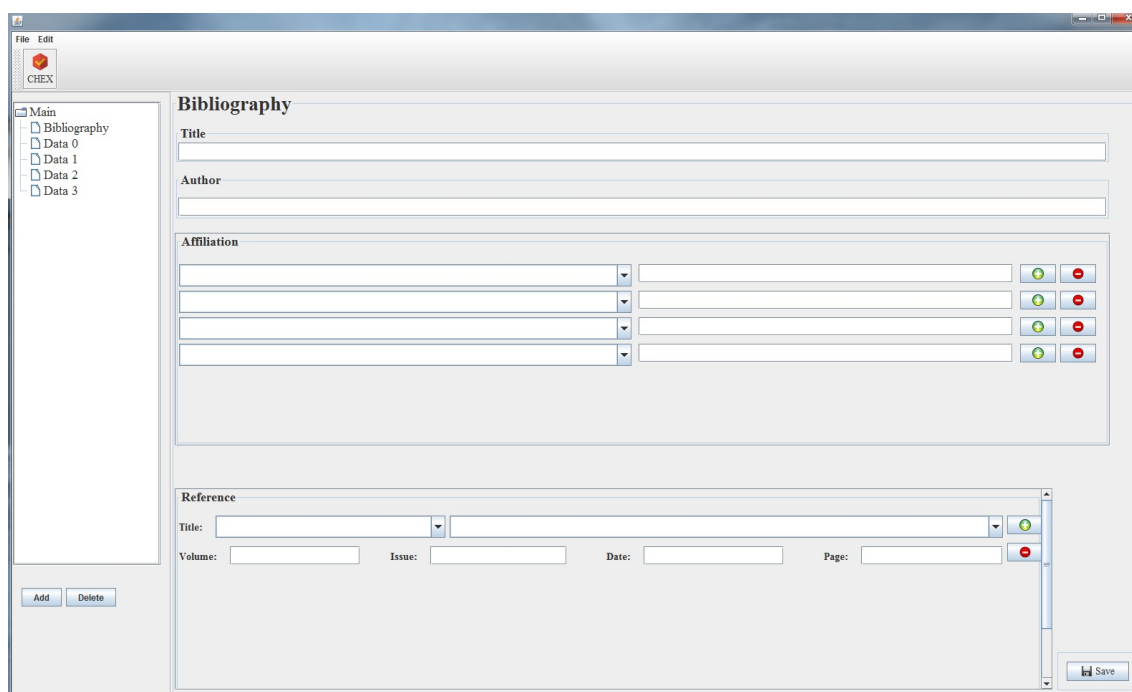 File Edit
CHEX
Main
Bibliography
Data 0
Data 1
Data 2
Data 3
Add Delete
Bibliography
Title
Author
Affiliation
Reference
Title:
Volume: Issue: Date: Page:
Save